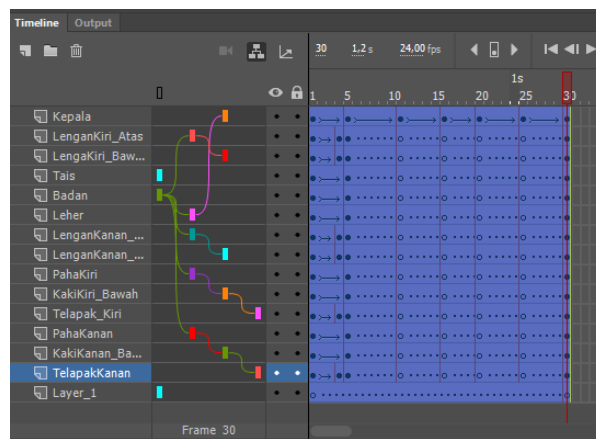 Timeline Output
30 1,2 s 24,00 fps
1s
1 5 10 15 20 25 30
Kepala
LenganKiri_Atas
LengaKiri_Baw...
Tais
Badan
Leher
LenganKanan_...
LenganKanan_...
PahaKiri
KakiKiri_Bawah
Telapak_Kiri
PahaKanan
KakiKanan_Ba...
TelapakKanan
Layer_1
Frame 30